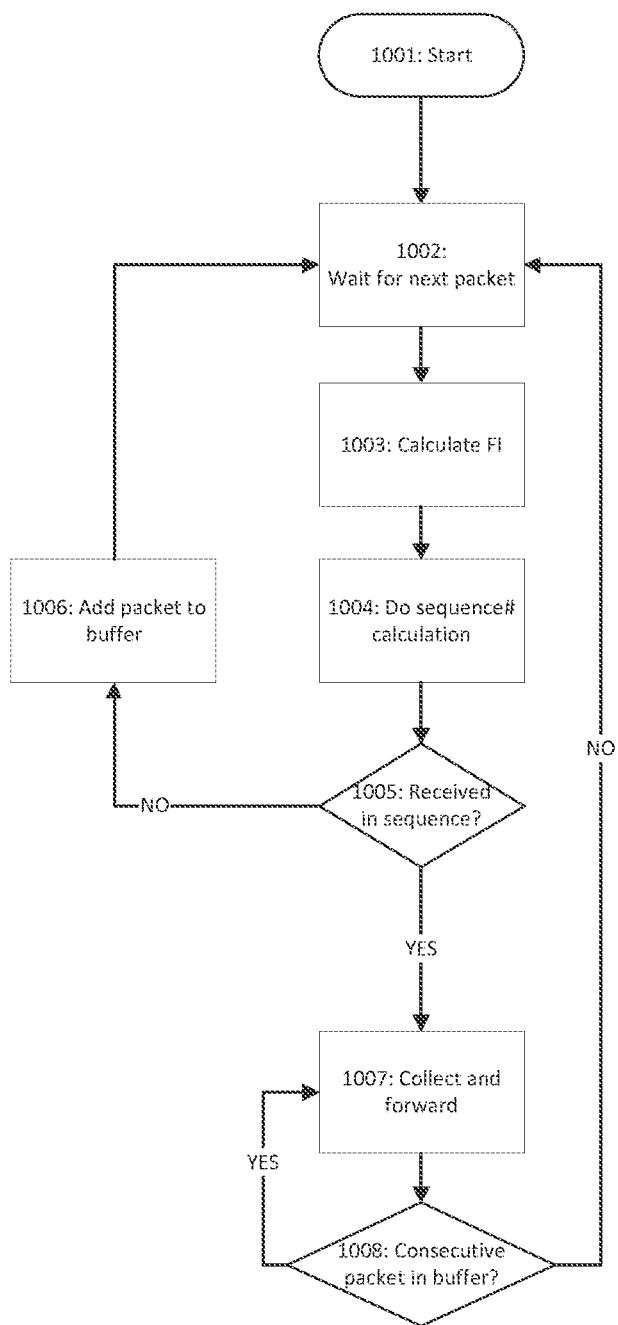 1001: Start
1002:
Wait for next packet
1003: Calculate FI
1004: Do sequence#
calculation
1006: Add packet to
buffer
1005: Received
in sequence?
NO
NO
YES
1007: Collect and
forward
YES
1008: Consecutive
packet in buffer?